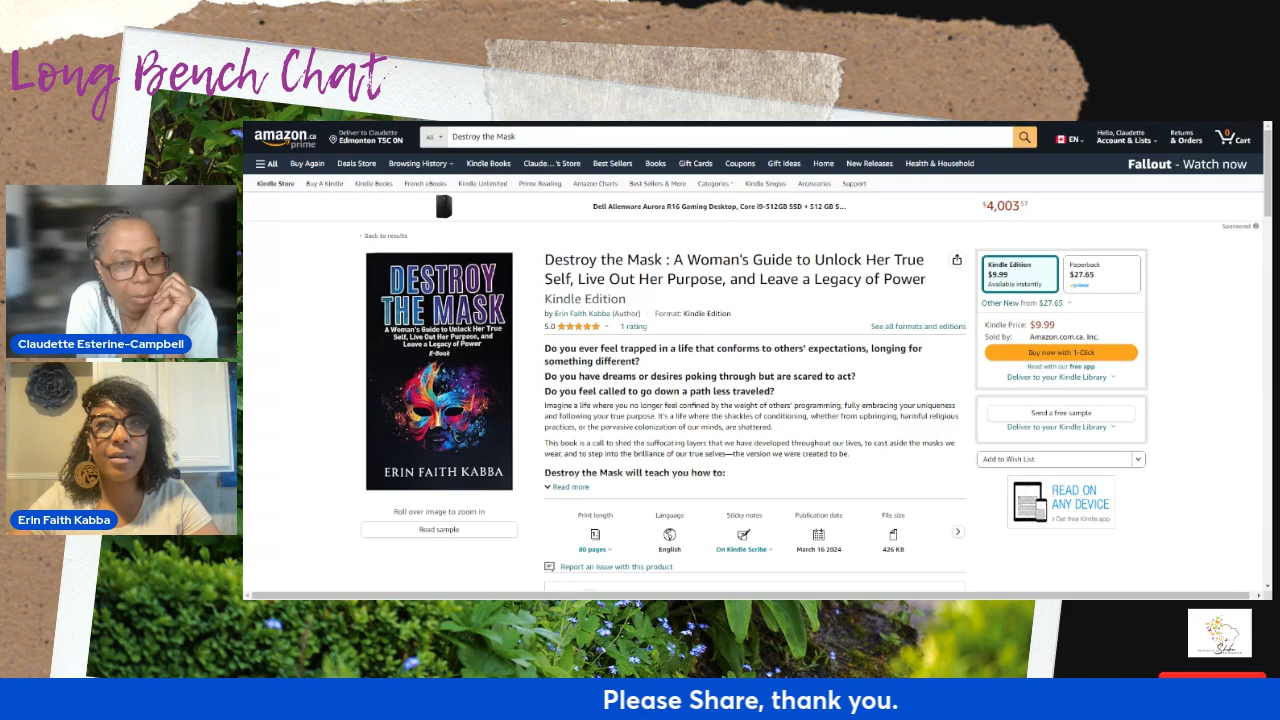 Long Bench Chat
amazon.ca
prime
Deliver to Claudette
Edmonton T5C 0N
All
Destroy the Mask
EN
Hello, Claudette
Account & Lists
Returns
& Orders
0
Cart
All
Buy Again
Deals Store
Browsing History
Kindle Books
Claude...'s Store
Best Sellers
Books
Gift Cards
Coupons
Gift Ideas
Home
New Releases
Health & Household
Fallout - Watch now
Kindle Store
Buy A Kindle
Kindle Books
French eBooks
Kindle Unlimited
Prime Reading
Amazon Charts
Best Sellers & More
Categories
Kindle Singles
Accessories
Support
Dell Alienware Aurora R16 Gaming Desktop, Core i9-512GB SSD + 512 GB S...
$4,00357
Sponsored
‹ Back to results
DESTROY
THE MASK
A Woman's Guide to Unlock Her True
Self, Live Out Her Purpose, and
Leave a Legacy of Power
E-Book
ERIN FAITH KABBA
Roll over image to zoom in
Read sample
Destroy the Mask : A Woman's Guide to Unlock Her True
Self, Live Out Her Purpose, and Leave a Legacy of Power
Kindle Edition
by Erin Faith Kabba (Author)
Format: Kindle Edition
5.0
1 rating
See all formats and editions
Do you ever feel trapped in a life that conforms to others' expectations, longing for
something different?
Do you have dreams or desires poking through but are scared to act?
Do you feel called to go down a path less traveled?
Imagine a life where you no longer feel confined by the weight of others' programming, fully embracing your uniqueness
and following your true purpose. It's a life where the shackles of conditioning, whether from upbringing, harmful religious
practices, or the pervasive colonization of our minds, are shattered.
This book is a call to shed the suffocating layers that we have developed throughout our lives, to cast aside the masks we
wear, and to step into the brilliance of our true selves—the version we were created to be.
Destroy the Mask will teach you how to:
Read more
Print length
80 pages
Language
English
Sticky notes
On Kindle Scribe
Publication date
March 16 2024
File size
426 KB
Report an issue with this product
Kindle Edition
$9.99
Available instantly
Paperback
$27.65
prime
Other New from $27.65
Kindle Price: $9.99
Sold by: Amazon.com.ca, Inc.
Buy now with 1-Click
Read with our free app
Deliver to your Kindle Library
Send a free sample
Deliver to your Kindle Library
Add to Wish List
READ ON
ANY DEVICE
› Get free Kindle app
Claudette Esterine-Campbell
Erin Faith Kabba
Please Share, thank you.